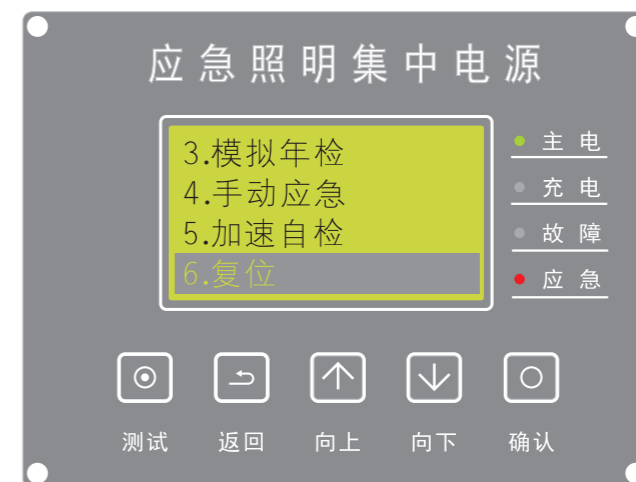 应急照明集中电源
3.模拟年检
4.手动应急
5.加速自检
6.复位
主电
充电
故障
应急
测试 返回 向上 向下 确认